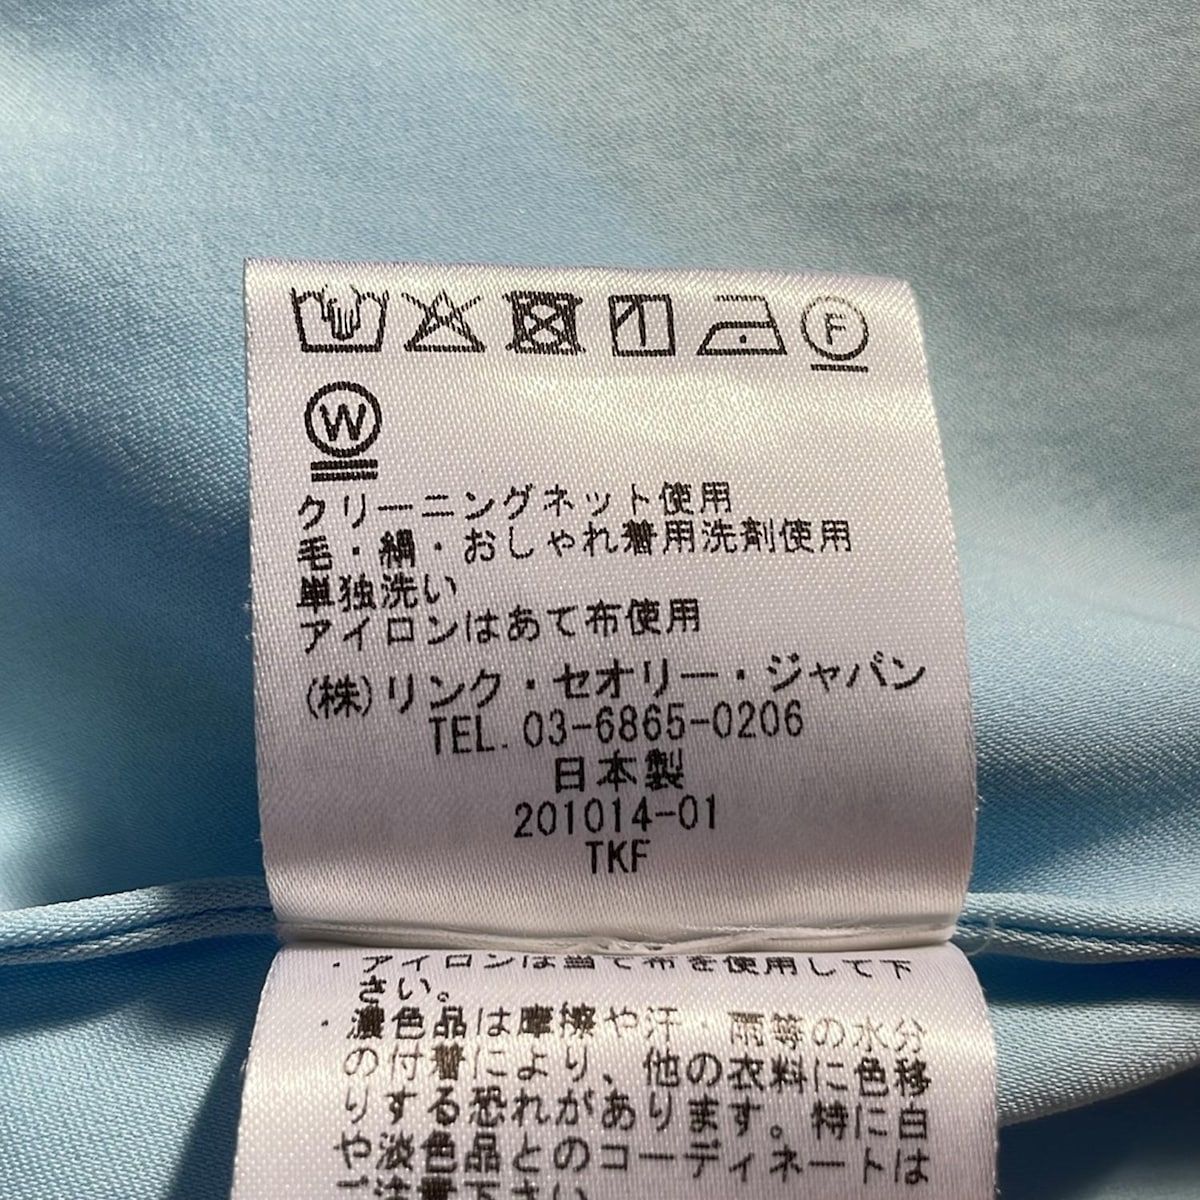 F
W
クリーニングネット使用
毛・絹・おしゃれ着用洗剤使用
単独洗い
アイロンはあて布使用
(株)リンク・セオリー・ジャパン
TEL. 03-6865-0206
日本製
201014-01
TKF
・アイロンは当て布を使用して下
さい。
・濃色品は摩擦や汗・雨等の水分
の付着により、他の衣料に色移
りする恐れがあります。特に白
や淡色品とのコーディネートは
ご注意下さい